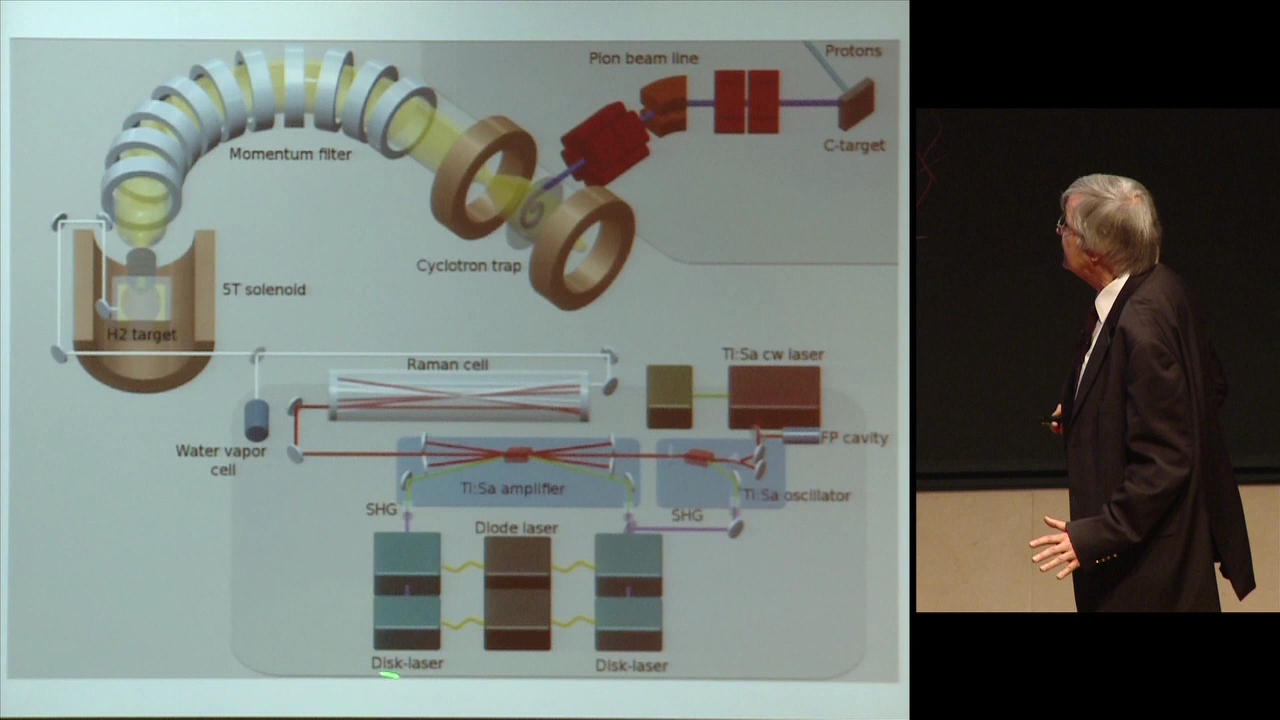 Protons
Pion beam line
C-target
Momentum filter
Cyclotron trap
5T solenoid
H2 target
Raman cell
Ti:Sa cw laser
Water vapor
cell
FP cavity
Ti:Sa amplifier
Ti:Sa oscillator
SHG
SHG
Diode laser
Disk-laser
Disk-laser